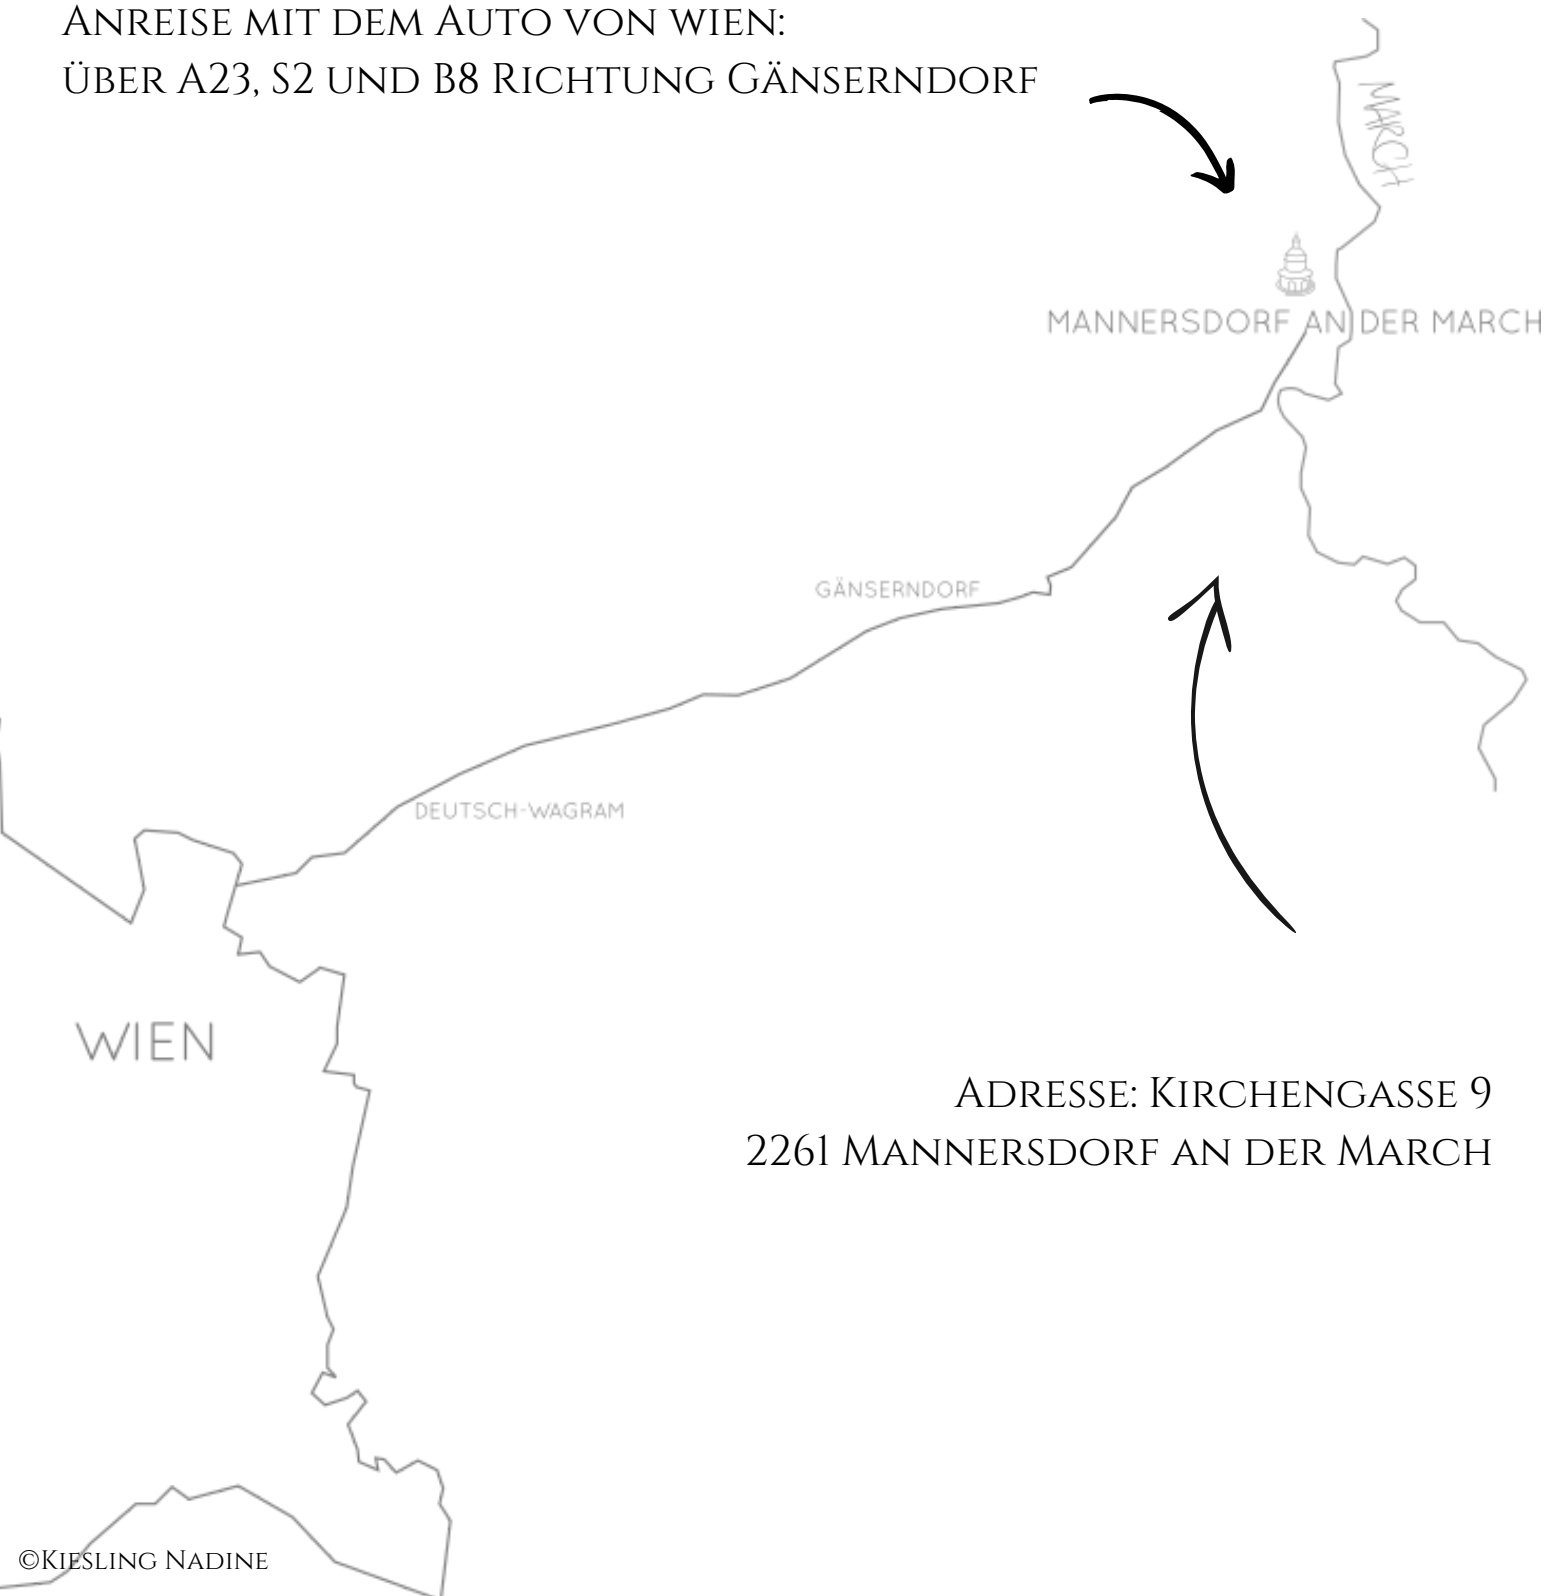 Anreise mit dem Auto von wien:
über A23, S2 und B8 Richtung Gänserndorf
MARCH
MANNERSDORF AN DER MARCH
GÄNSERNDORF
DEUTSCH-WAGRAM
WIEN
Adresse: Kirchengasse 9
2261 Mannersdorf an der March
©Kiesling Nadine